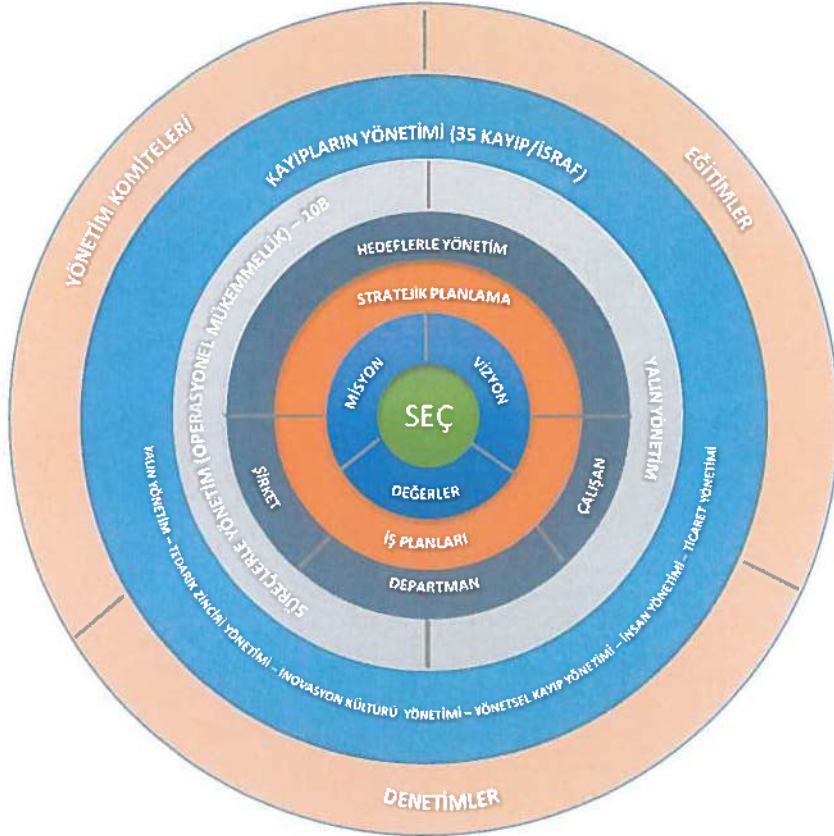 YÖNETİM KOMİTELERİ
EĞİTİMLER
KAYIPLARIN YÖNETİMİ (35 KAYIP/İSRAF)
SÜREÇLERLE YÖNETİM (OPERASYONEL MÜKEMMELLİK) – 10B
YALIN YÖNETİM
HEDEFLERLE YÖNETİM
STRATEJİK PLANLAMA
MİSYON
VİZYON
SEÇ
DEĞERLER
İŞ PLANLARI
ŞİRKET
DEPARTMAN
ÇALIŞAN
YALIN YÖNETİM – TEDARİK ZİNCİRİ YÖNETİMİ – İNOVASYON KÜLTÜRÜ YÖNETİMİ – YÖNETSEL KAYIP YÖNETİMİ – İNSAN YÖNETİMİ – TİCARET YÖNETİMİ
DENETİMLER